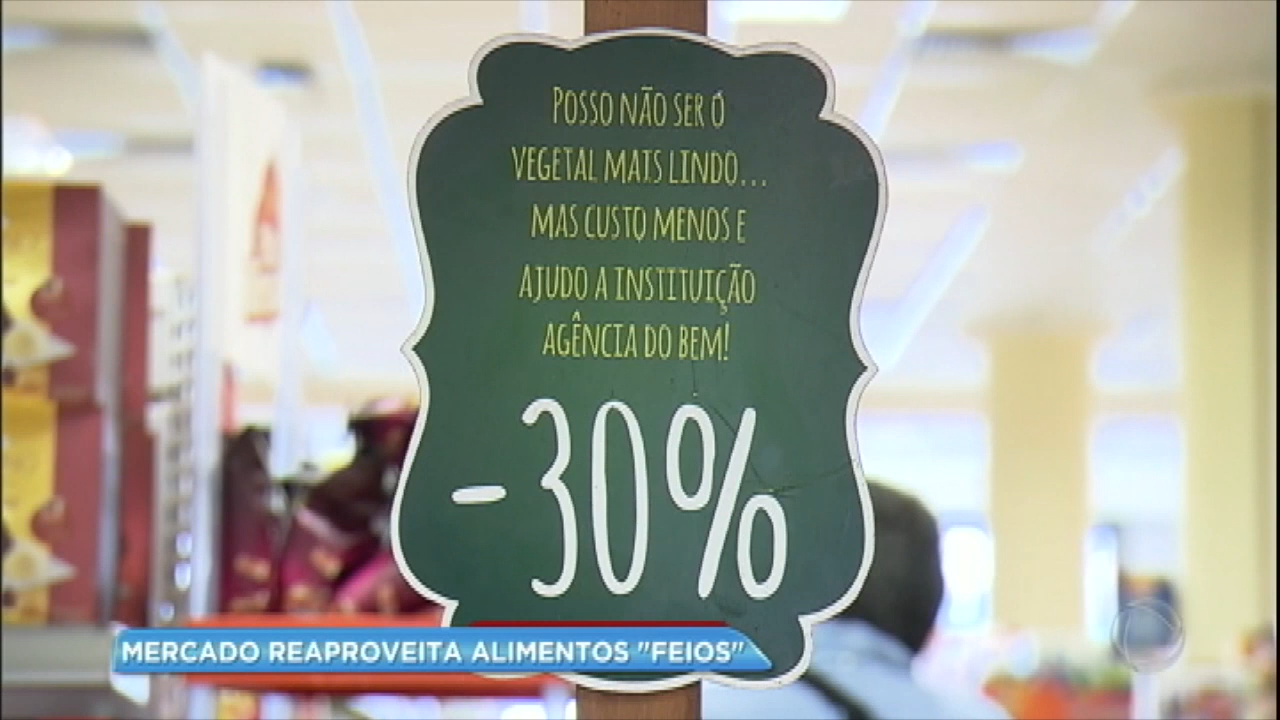 POSSO NÃO SER O
VEGETAL MAIS LINDO...
MAS CUSTO MENOS E
AJUDO A INSTITUIÇÃO
AGÊNCIA DO BEM!
-30%
MERCADO REAPROVEITA ALIMENTOS "FEIOS"